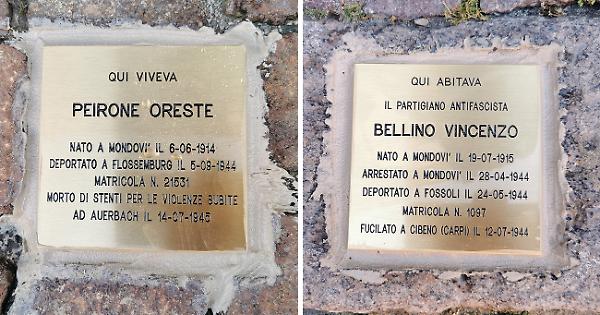 QUI VIVEVA
PEIRONE ORESTE
NATO A MONDOVI' IL 6-06-1914
DEPORTATO A FLOSSEMBURG IL 5-09-1944
MATRICOLA N. 21531
MORTO DI STENTI PER LE VIOLENZE SUBITE
AD AUERBACH IL 14-07-1945
QUI ABITAVA
IL PARTIGIANO ANTIFASCISTA
BELLINO VINCENZO
NATO A MONDOVI' IL 19-07-1915
ARRESTATO A MONDOVI' IL 28-04-1944
DEPORTATO A FOSSOLI IL 24-05-1944
MATRICOLA N. 1097
FUCILATO A CIBENO (CARPI) IL 12-07-1944